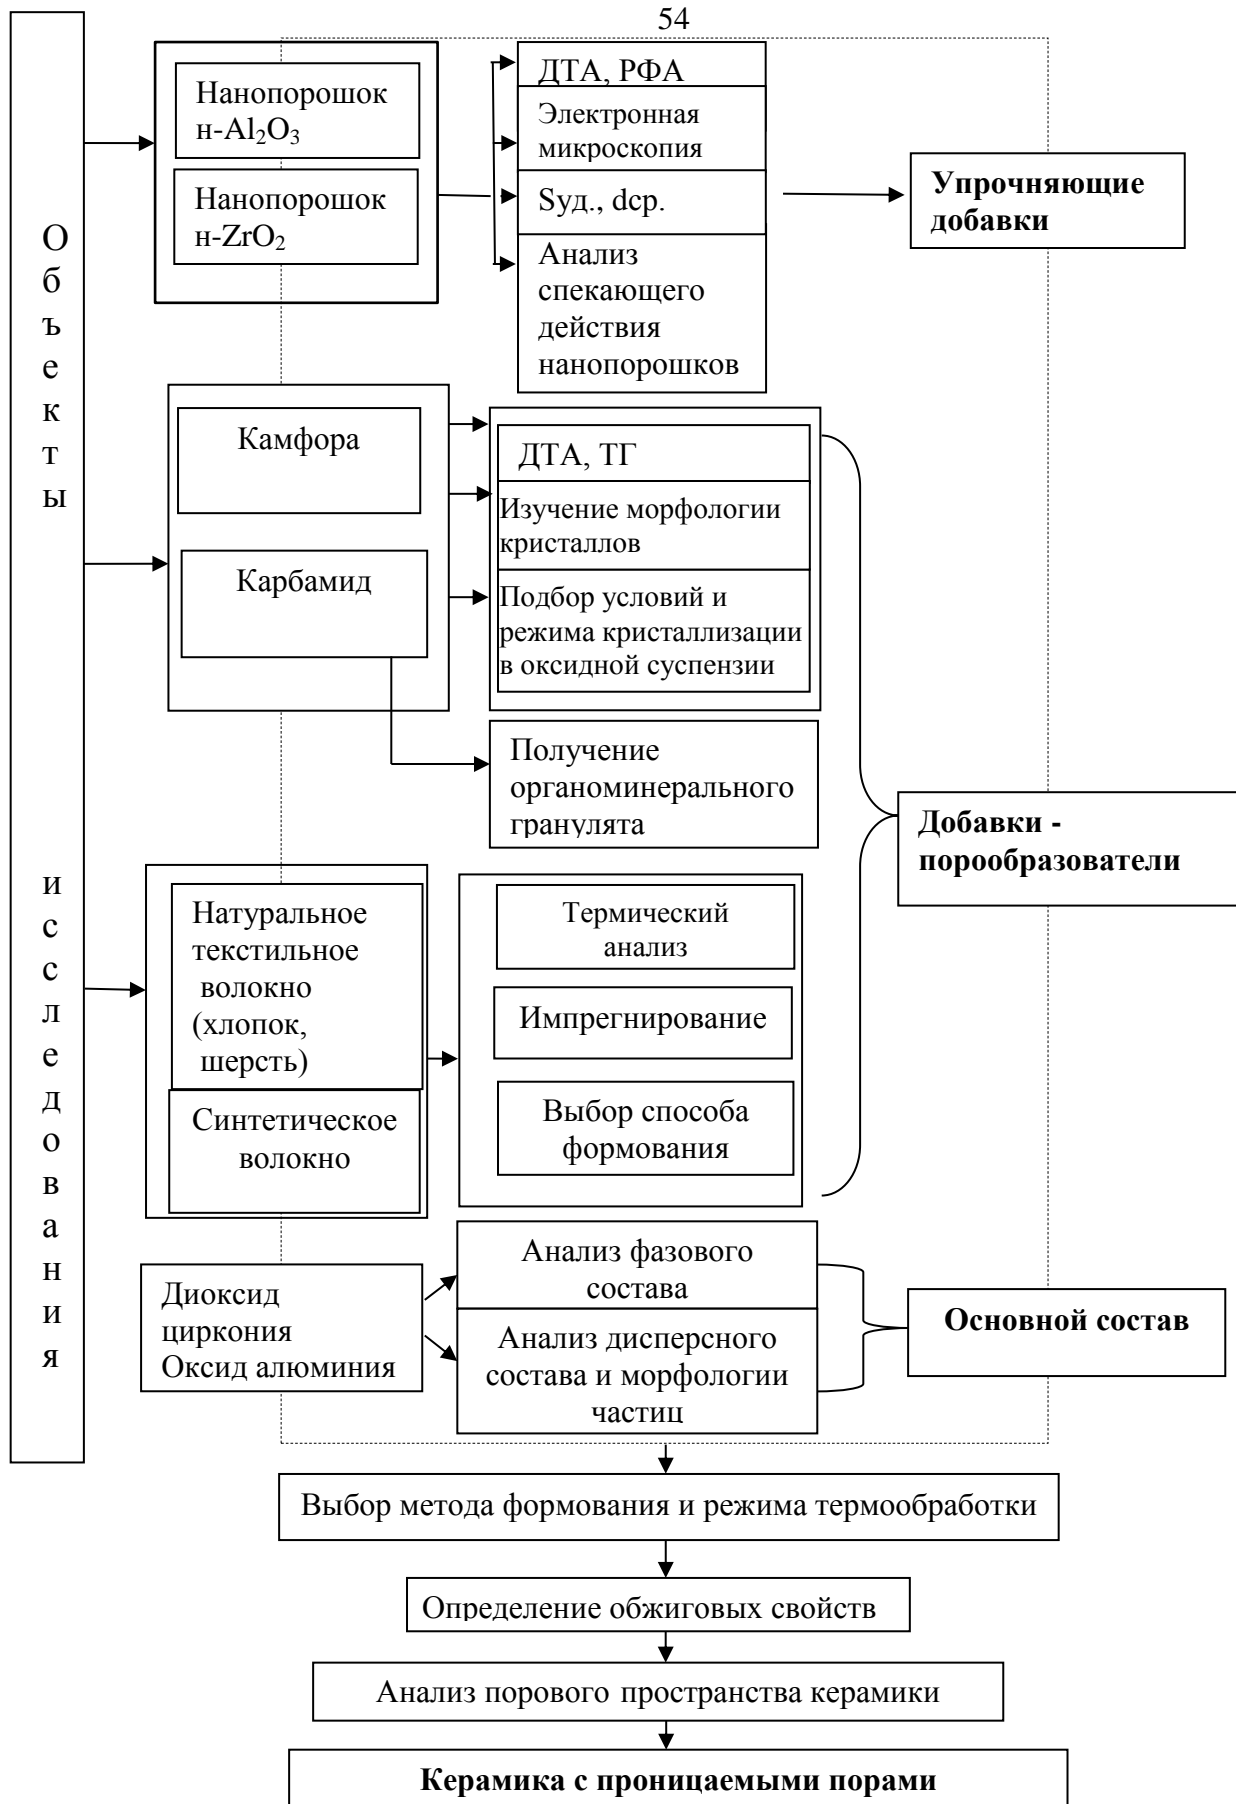 54
Объекты
исследования
Нанопорошок
н-Al₂O₃
Нанопорошок
н-ZrO₂
ДТА, РФА
Электронная
микроскопия
Sуд., dср.
Анализ
спекающего
действия
нанопорошков
Упрочняющие
добавки
Камфора
Карбамид
ДТА, ТГ
Изучение морфологии
кристаллов
Подбор условий и
режима кристаллизации
в оксидной суспензии
Получение
органоминерального
гранулята
Добавки -
порообразователи
Натуральное
текстильное
волокно
(хлопок,
шерсть)
Синтетическое
волокно
Термический
анализ
Импрегнирование
Выбор способа
формования
Диоксид
циркония
Оксид алюминия
Анализ фазового
состава
Анализ дисперсного
состава и морфологии
частиц
Основной состав
Выбор метода формования и режима термообработки
Определение обжиговых свойств
Анализ порового пространства керамики
Керамика с проницаемыми порами